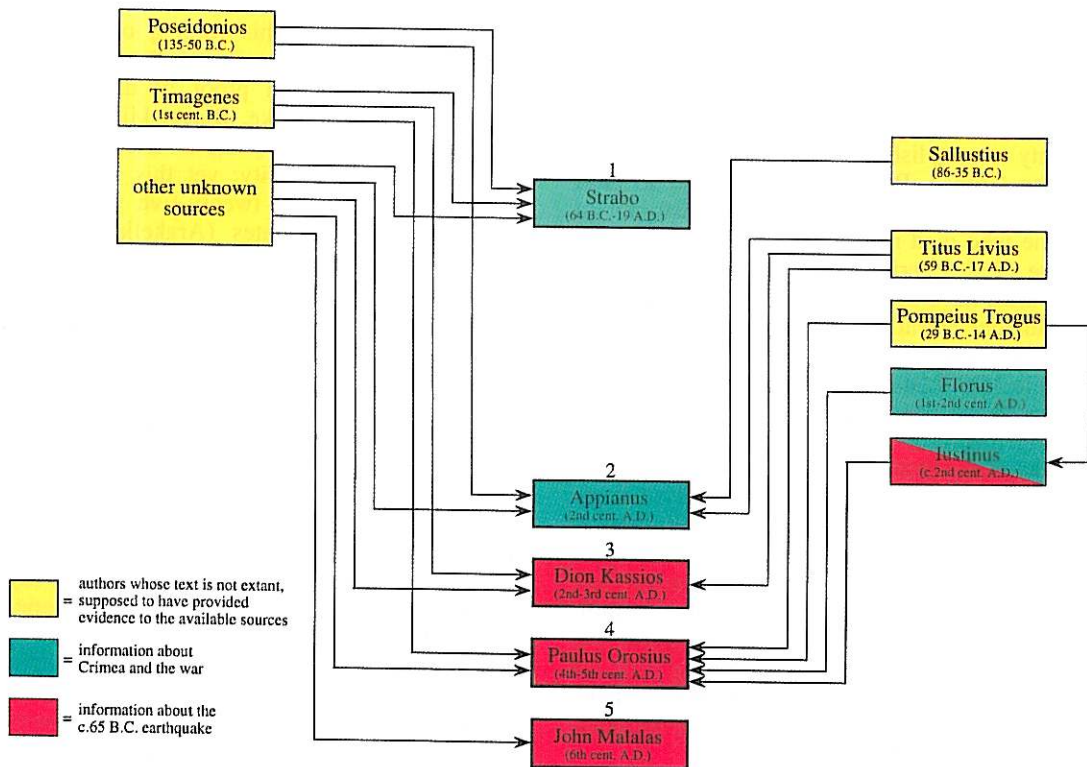 Poseidonios
(135-50 B.C.)
Timagenes
(1st cent. B.C.)
other unknown
sources
1
Strabo
(64 B.C.-19 A.D.)
Sallustius
(86-35 B.C.)
Titus Livius
(59 B.C.-17 A.D.)
Pompeius Trogus
(29 B.C.-14 A.D.)
Florus
(1st-2nd cent. A.D.)
Iustinus
(c.2nd cent. A.D.)
2
Appianus
(2nd cent. A.D.)
3
Dion Kassios
(2nd-3rd cent. A.D.)
4
Paulus Orosius
(4th-5th cent. A.D.)
5
John Malalas
(6th cent. A.D.)
= authors whose text is not extant,
supposed to have provided
evidence to the available sources
= information about
Crimea and the war
= information about the
c.65 B.C. earthquake